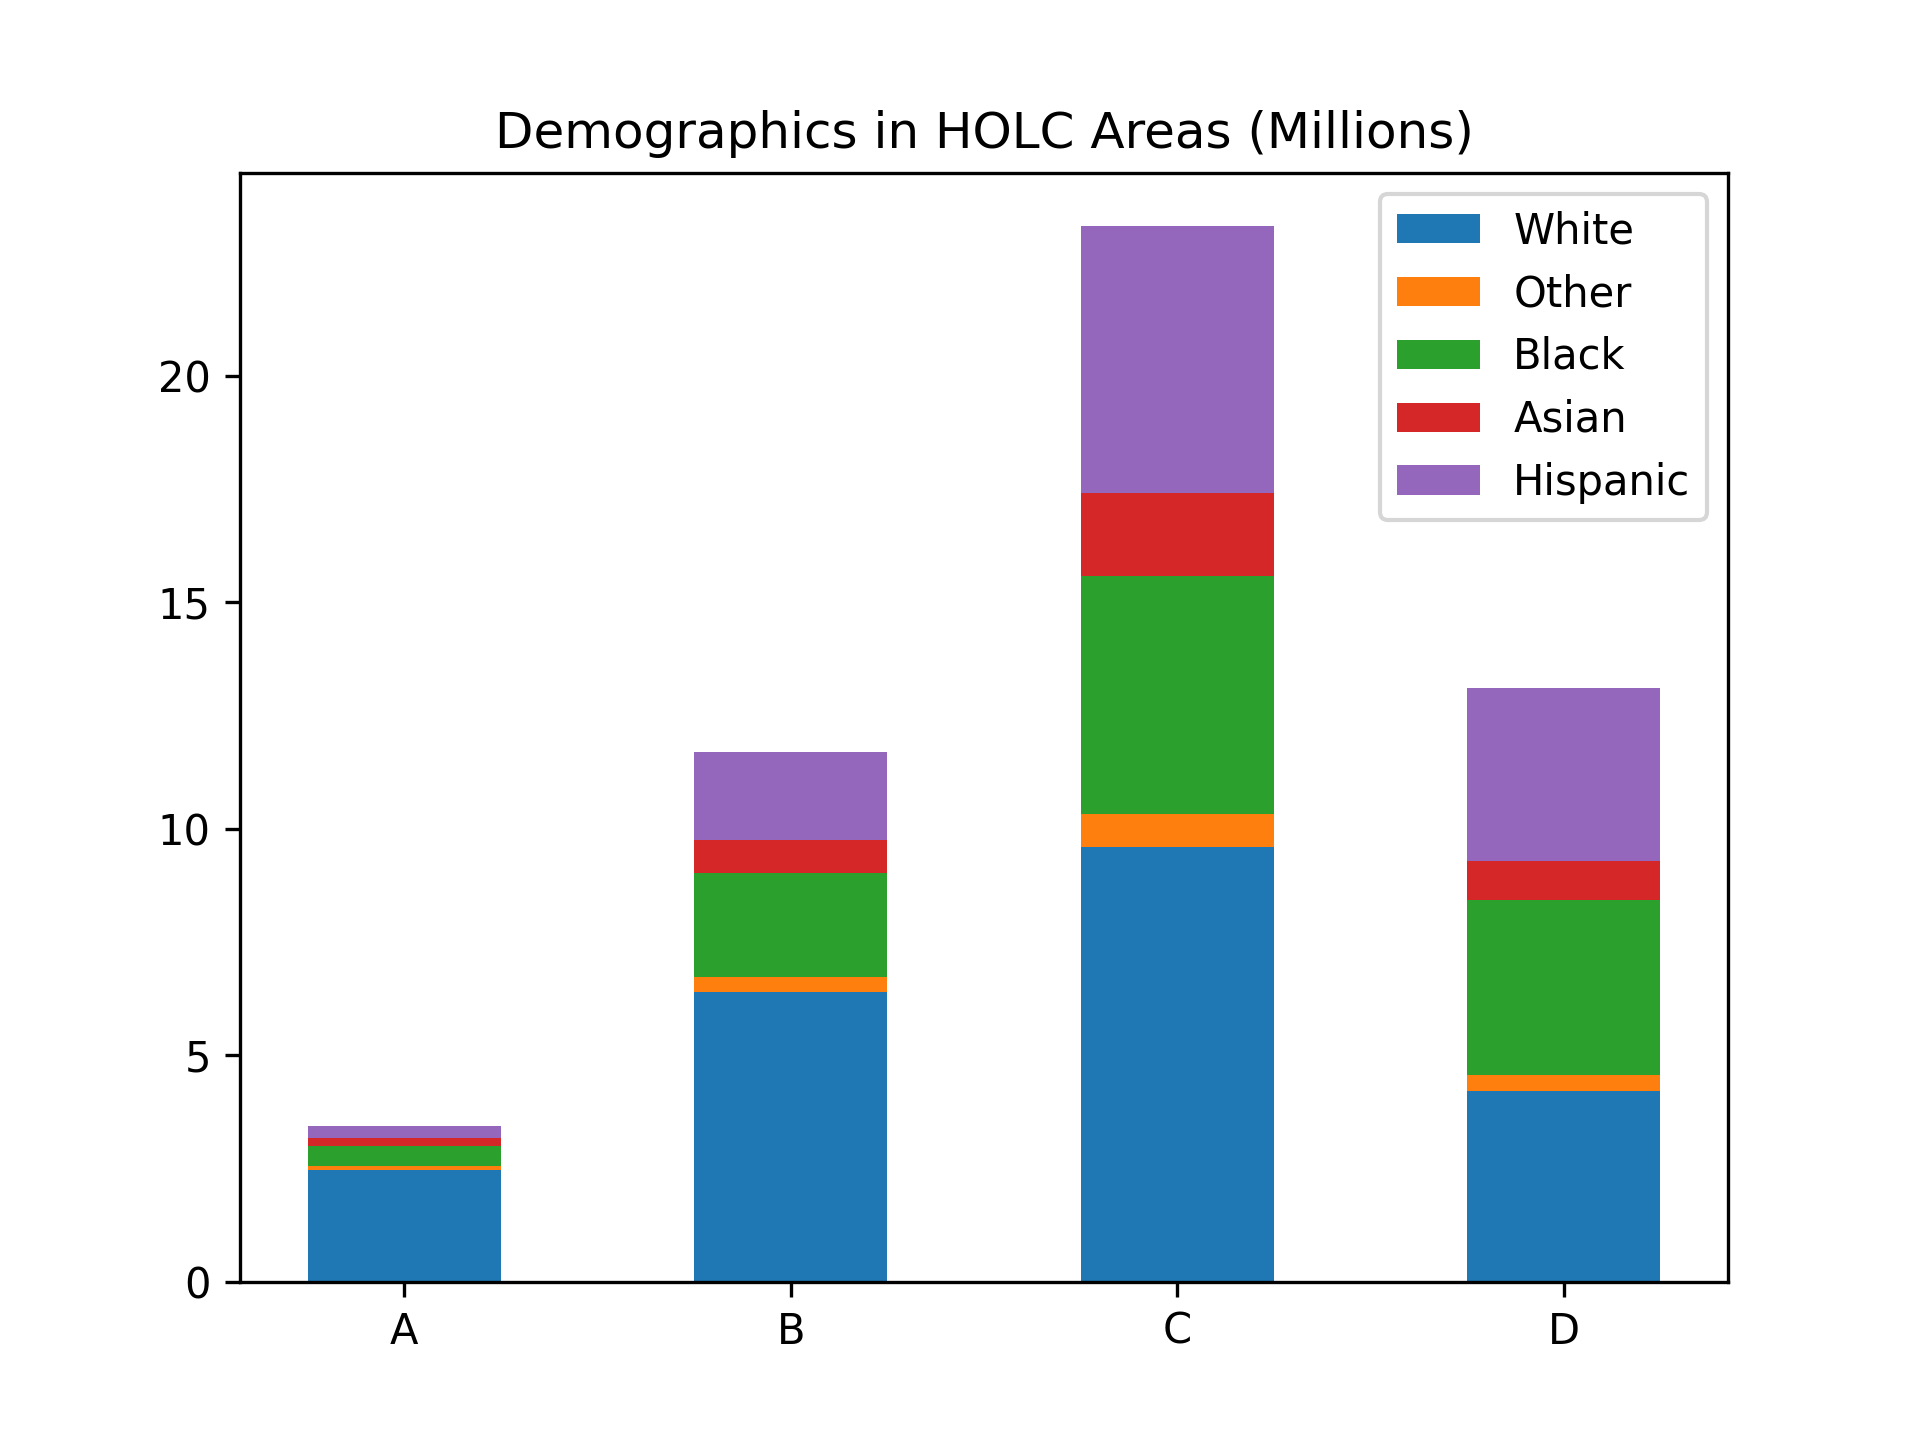 Demographics in HOLC Areas (Millions)
White
Other
Black
Asian
Hispanic
20
15
10
5
0
A B C D